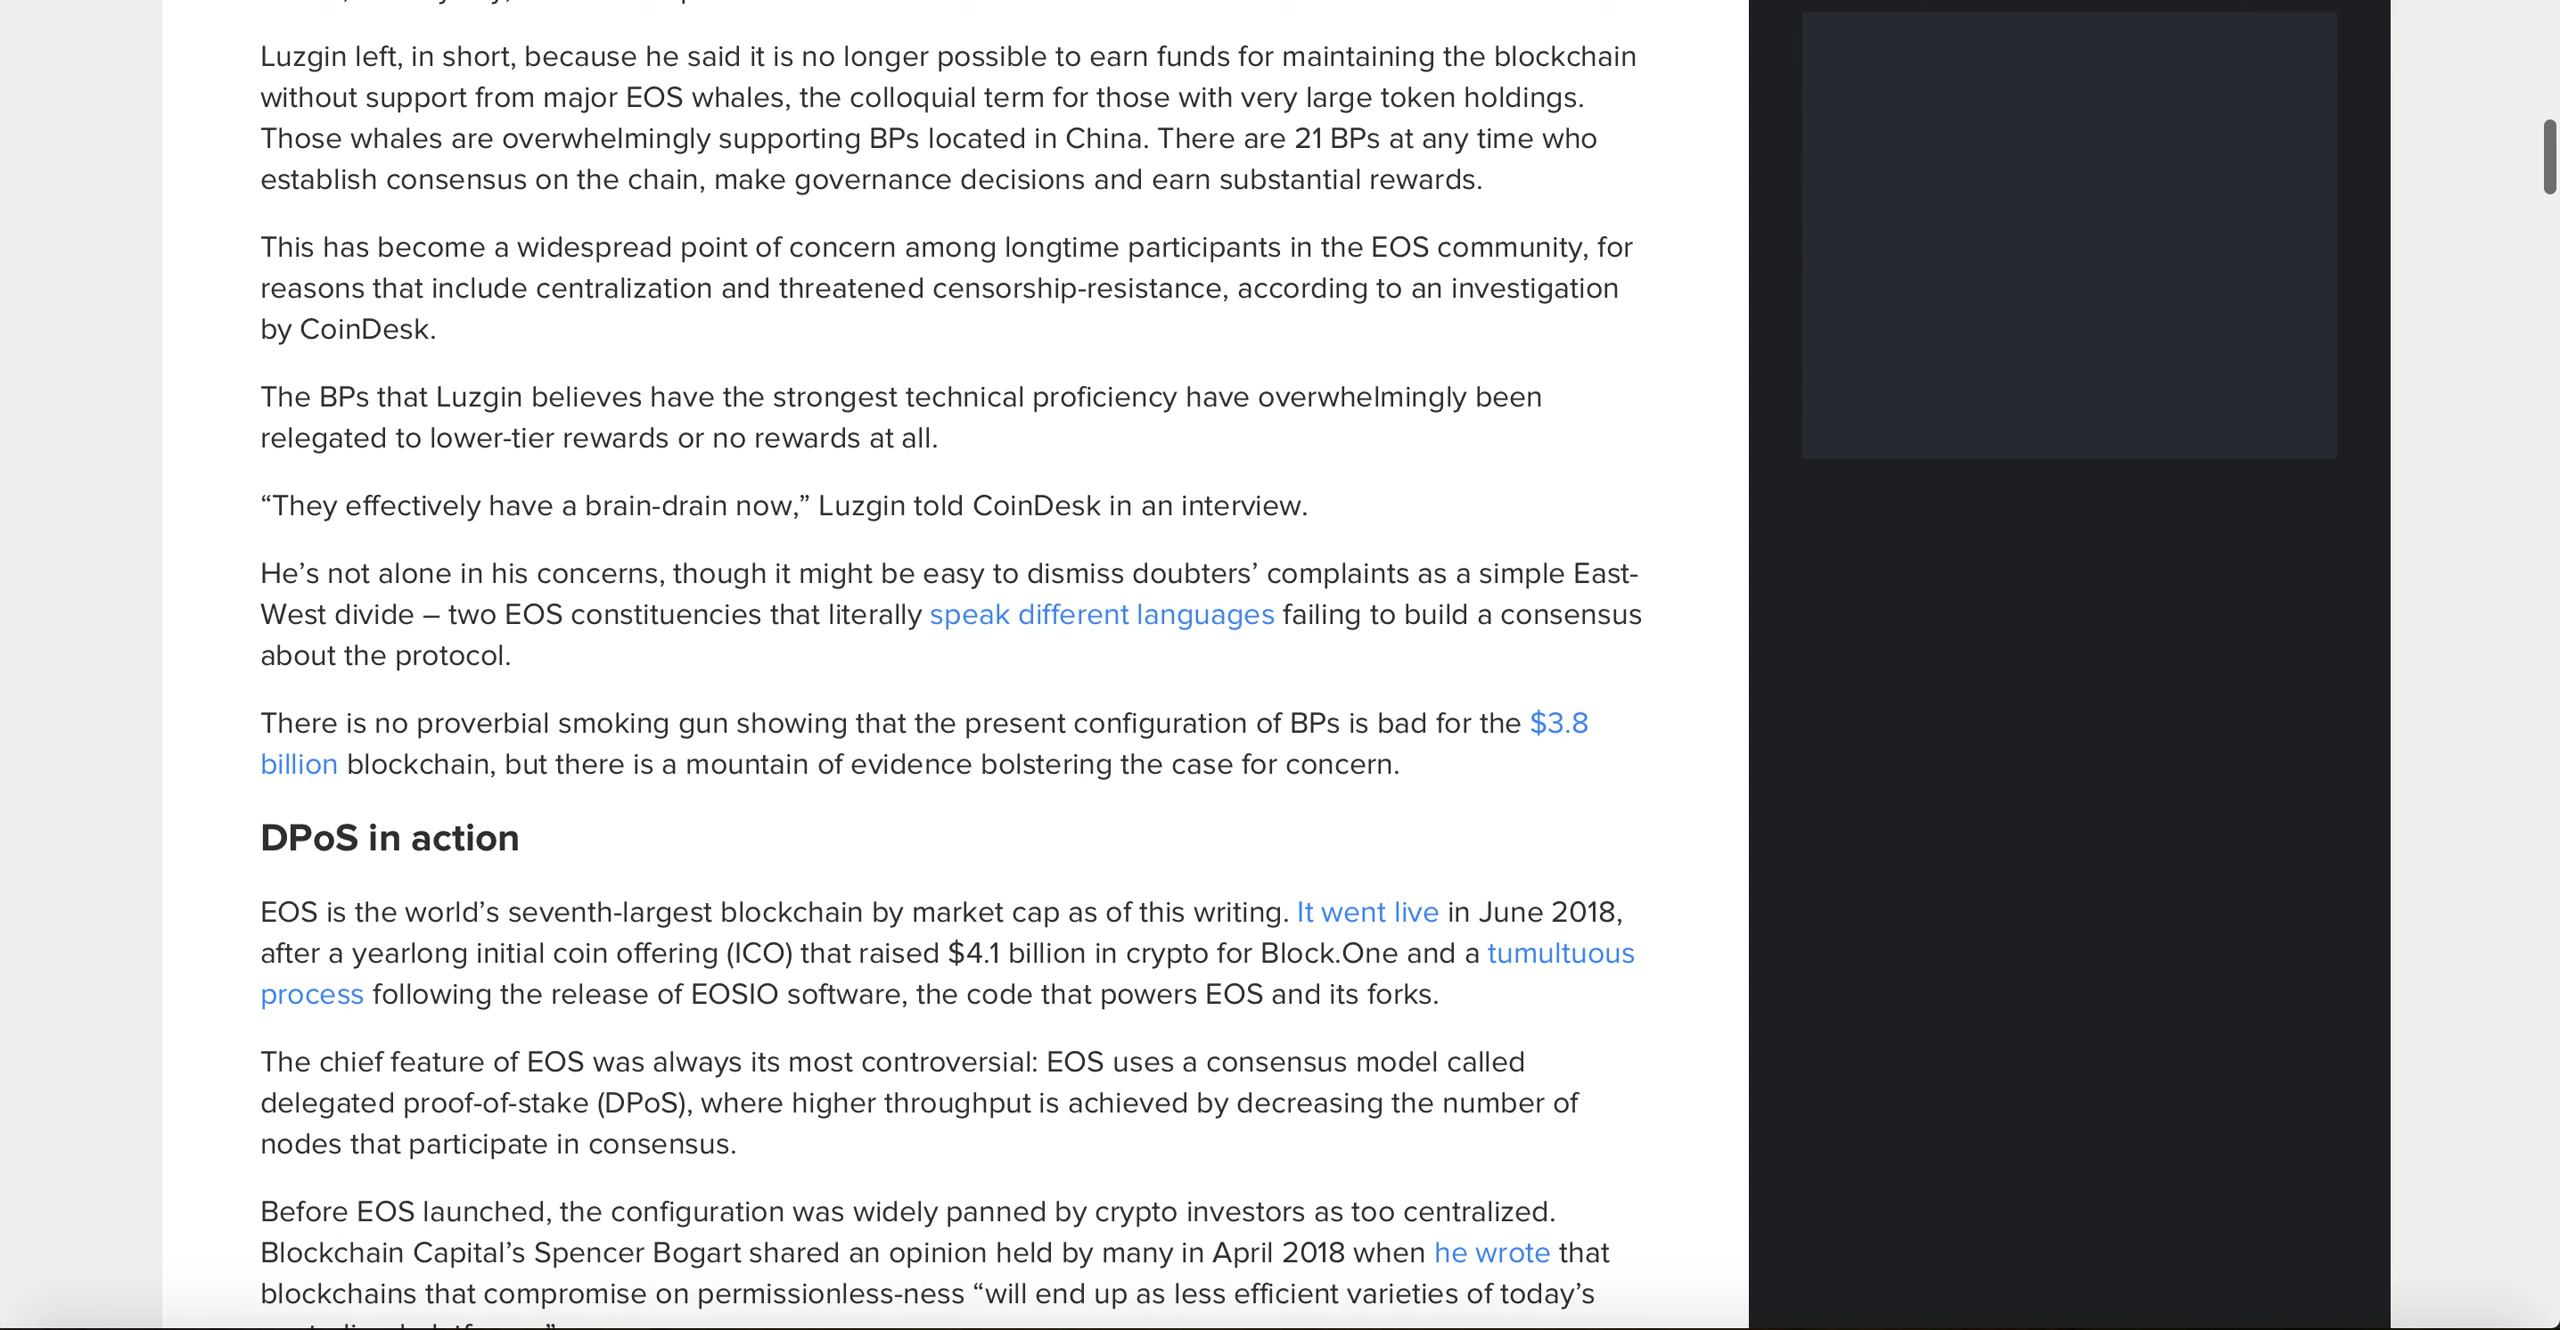 Luzgin left, in short, because he said it is no longer possible to earn funds for maintaining the blockchain
without support from major EOS whales, the colloquial term for those with very large token holdings.
Those whales are overwhelmingly supporting BPs located in China. There are 21 BPs at any time who
establish consensus on the chain, make governance decisions and earn substantial rewards.
This has become a widespread point of concern among longtime participants in the EOS community, for
reasons that include centralization and threatened censorship-resistance, according to an investigation
by CoinDesk.
The BPs that Luzgin believes have the strongest technical proficiency have overwhelmingly been
relegated to lower-tier rewards or no rewards at all.
“They effectively have a brain-drain now,” Luzgin told CoinDesk in an interview.
He’s not alone in his concerns, though it might be easy to dismiss doubters’ complaints as a simple East-
West divide – two EOS constituencies that literally speak different languages failing to build a consensus
about the protocol.
There is no proverbial smoking gun showing that the present configuration of BPs is bad for the $3.8
billion blockchain, but there is a mountain of evidence bolstering the case for concern.
DPoS in action
EOS is the world’s seventh-largest blockchain by market cap as of this writing. It went live in June 2018,
after a yearlong initial coin offering (ICO) that raised $4.1 billion in crypto for Block.One and a tumultuous
process following the release of EOSIO software, the code that powers EOS and its forks.
The chief feature of EOS was always its most controversial: EOS uses a consensus model called
delegated proof-of-stake (DPoS), where higher throughput is achieved by decreasing the number of
nodes that participate in consensus.
Before EOS launched, the configuration was widely panned by crypto investors as too centralized.
Blockchain Capital’s Spencer Bogart shared an opinion held by many in April 2018 when he wrote that
blockchains that compromise on permissionless-ness “will end up as less efficient varieties of today’s